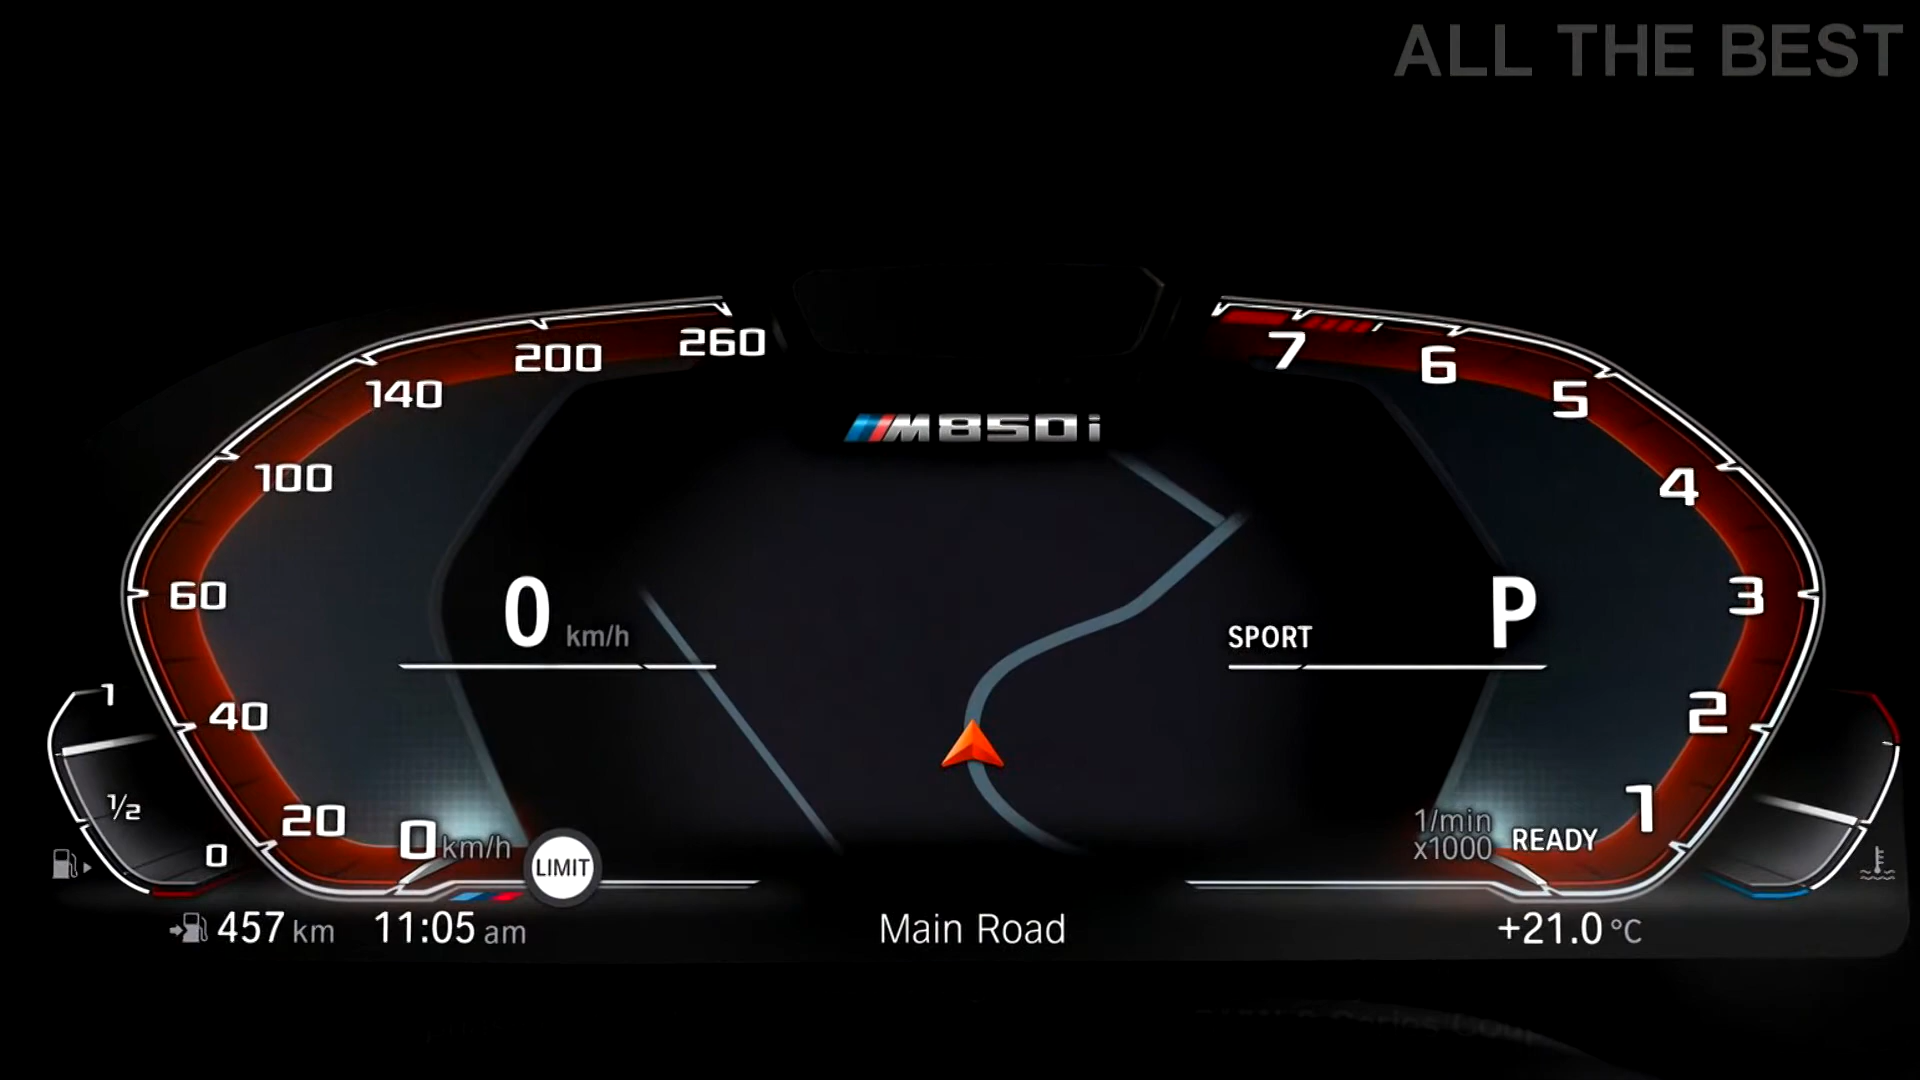 ALL THE BEST
260
200
140
100
60
40
20
0 km/h
7
6
5
4
3
2
1
M850i
0 km/h
SPORT
P
1
1/2
0
LIMIT
1/min
x1000
READY
457 km
11:05 am
Main Road
+21.0 °C